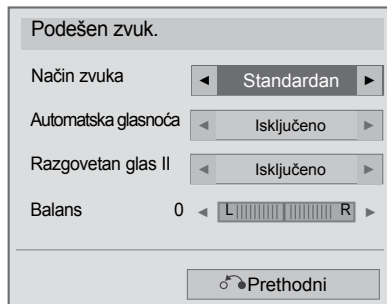 Podešen zvuk.
Način zvuka ◄ Standardan ►
Automatska glasnoća ◄ Isključeno ►
Razgovetan glas II ◄ Isključeno ►
Balans 0 ◄ L R ►
Prethodni